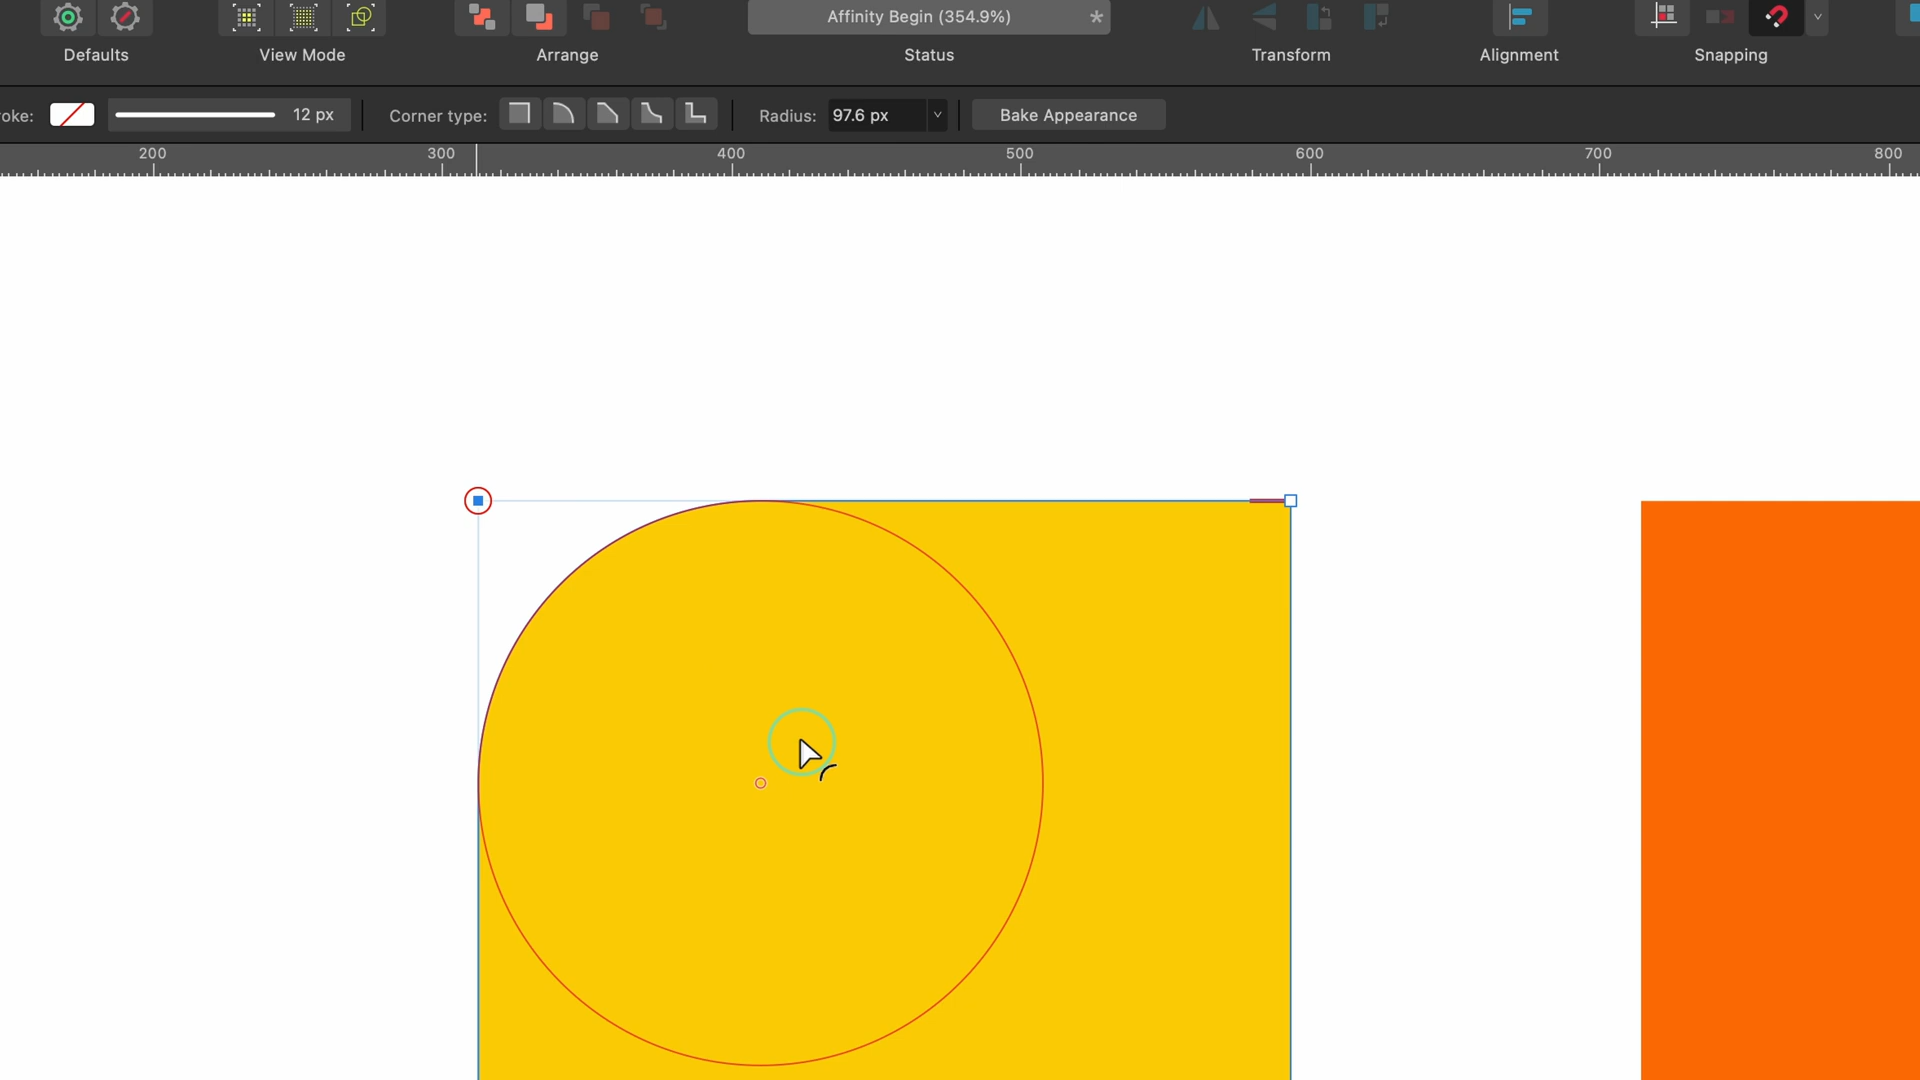 Affinity Begin (354.9%) *
Defaults View Mode Arrange Status Transform Alignment Snapping
oke: 12 px Corner type: Radius: 97.6 px Bake Appearance
200 300 400 500 600 700 800